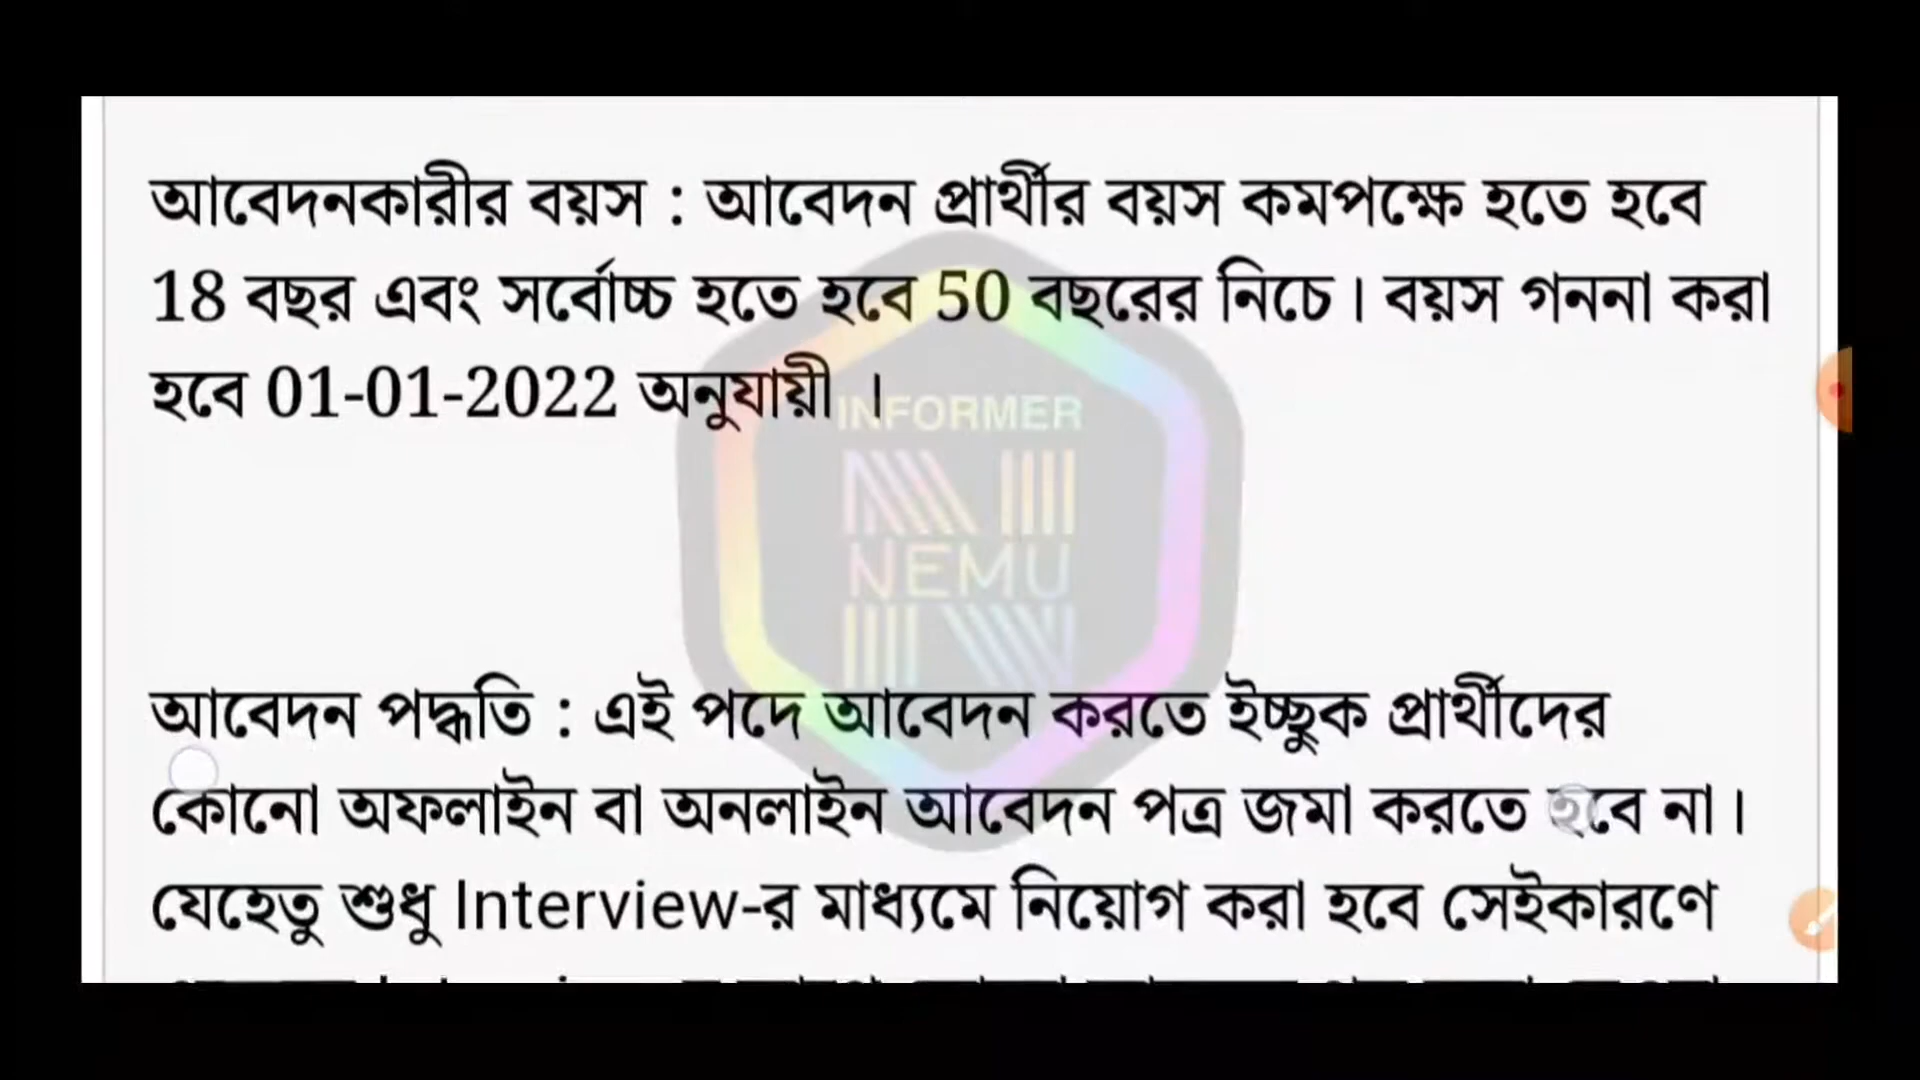 আবেদনকারীর বয়স : আবেদন প্রার্থীর বয়স কমপক্ষে হতে হবে
18 বছর এবং সর্বোচ্চ হতে হবে 50 বছরের নিচে। বয়স গননা করা
হবে 01-01-2022 অনুযায়ী ।
INFORMER
NEMU
আবেদন পদ্ধতি : এই পদে আবেদন করতে ইচ্ছুক প্রার্থীদের
কোনো অফলাইন বা অনলাইন আবেদন পত্র জমা করতে হবে না।
যেহেতু শুধু Interview-র মাধ্যমে নিয়োগ করা হবে সেইকারণে